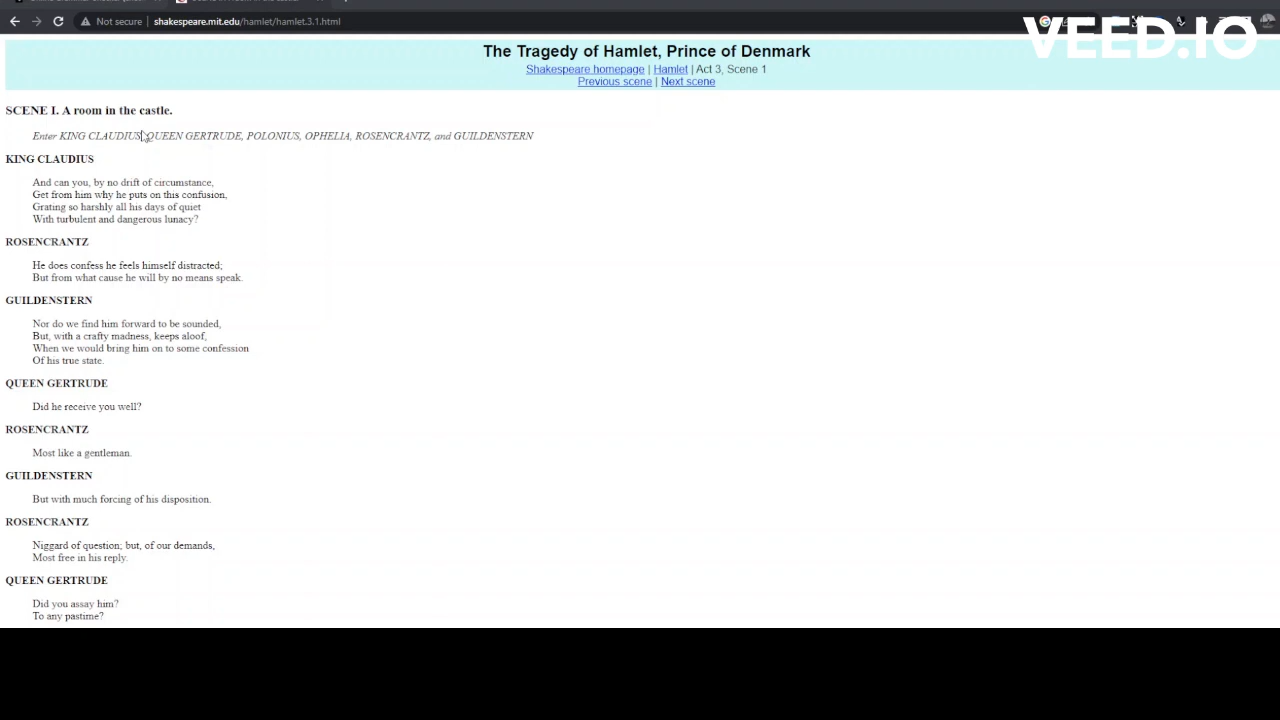 Not secure | shakespeare.mit.edu/hamlet/hamlet.3.1.html
VEED.IO
The Tragedy of Hamlet, Prince of Denmark
Shakespeare homepage | Hamlet | Act 3, Scene 1
Previous scene | Next scene
SCENE I. A room in the castle.
Enter KING CLAUDIUS, QUEEN GERTRUDE, POLONIUS, OPHELIA, ROSENCRANTZ, and GUILDENSTERN
KING CLAUDIUS
And can you, by no drift of circumstance,
Get from him why he puts on this confusion,
Grating so harshly all his days of quiet
With turbulent and dangerous lunacy?
ROSENCRANTZ
He does confess he feels himself distracted;
But from what cause he will by no means speak.
GUILDENSTERN
Nor do we find him forward to be sounded,
But, with a crafty madness, keeps aloof,
When we would bring him on to some confession
Of his true state.
QUEEN GERTRUDE
Did he receive you well?
ROSENCRANTZ
Most like a gentleman.
GUILDENSTERN
But with much forcing of his disposition.
ROSENCRANTZ
Niggard of question; but, of our demands,
Most free in his reply.
QUEEN GERTRUDE
Did you assay him?
To any pastime?